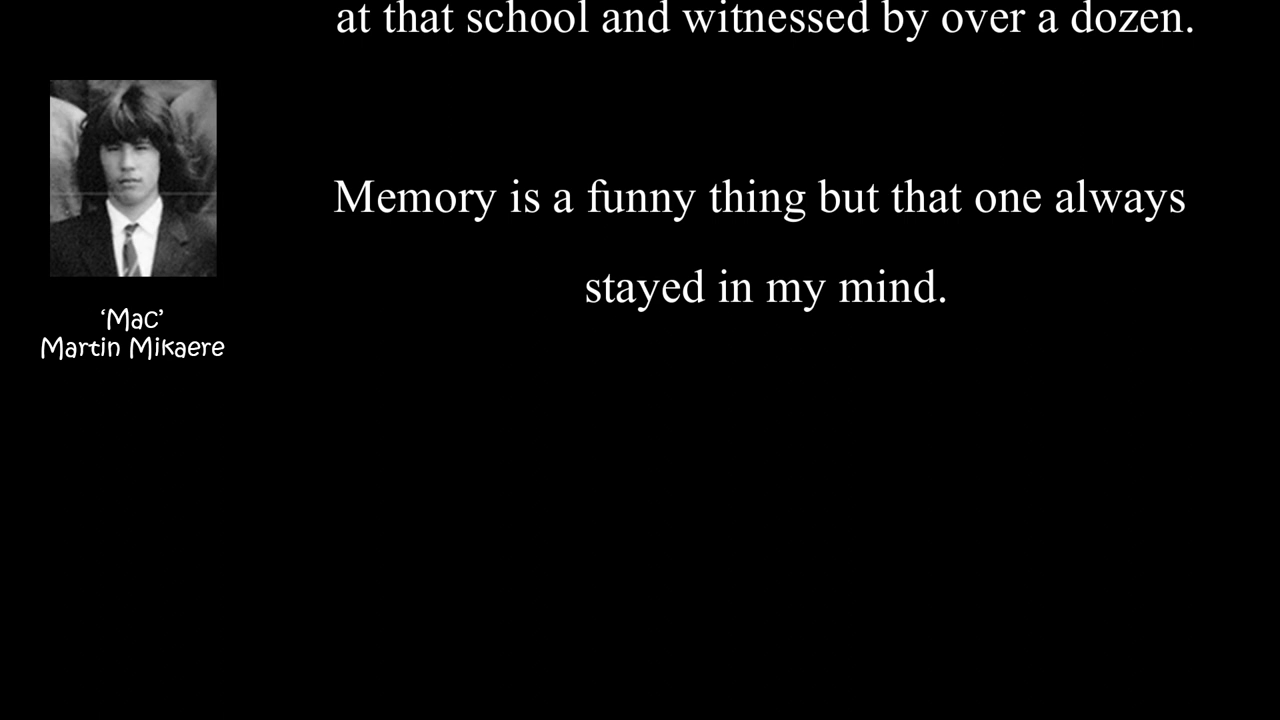 at that school and witnessed by over a dozen.
Memory is a funny thing but that one always
stayed in my mind.
‘Mac’
Martin Mikaere